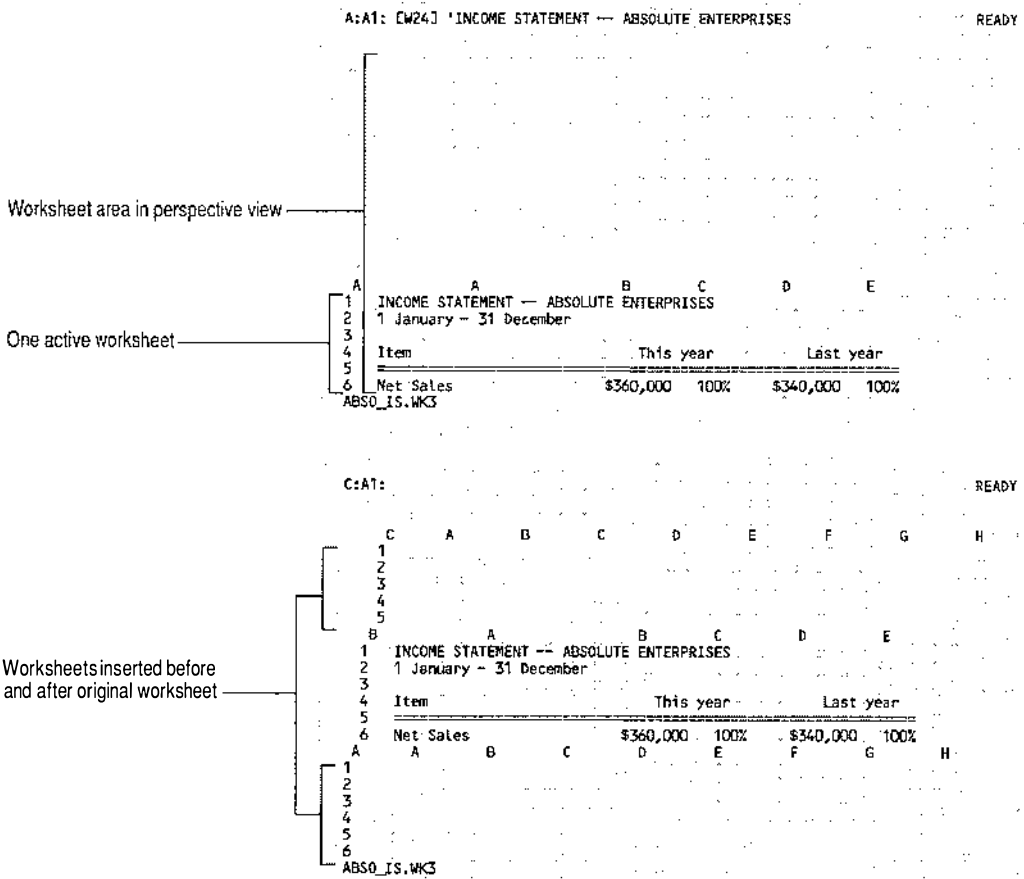 A:A1: [W24] 'INCOME STATEMENT -- ABSOLUTE ENTERPRISES READY
Worksheet area in perspective view
A A B C D E
1 INCOME STATEMENT -- ABSOLUTE ENTERPRISES
2 1 January - 31 December
One active worksheet
3
4 Item This year Last year
5
6 Net Sales $360,000 100% $340,000 100%
ABSO_IS.WK3
C:A1: READY
C A B C D E F G H
1
2
3
4
5
B A B C D E
1 INCOME STATEMENT -- ABSOLUTE ENTERPRISES
2 1 January - 31 December
Worksheets inserted before
and after original worksheet
3
4 Item This year Last year
5
6 Net Sales $360,000 100% $340,000 100%
A A B C D E F G H
1
2
3
4
5
6
ABSO_IS.WK3